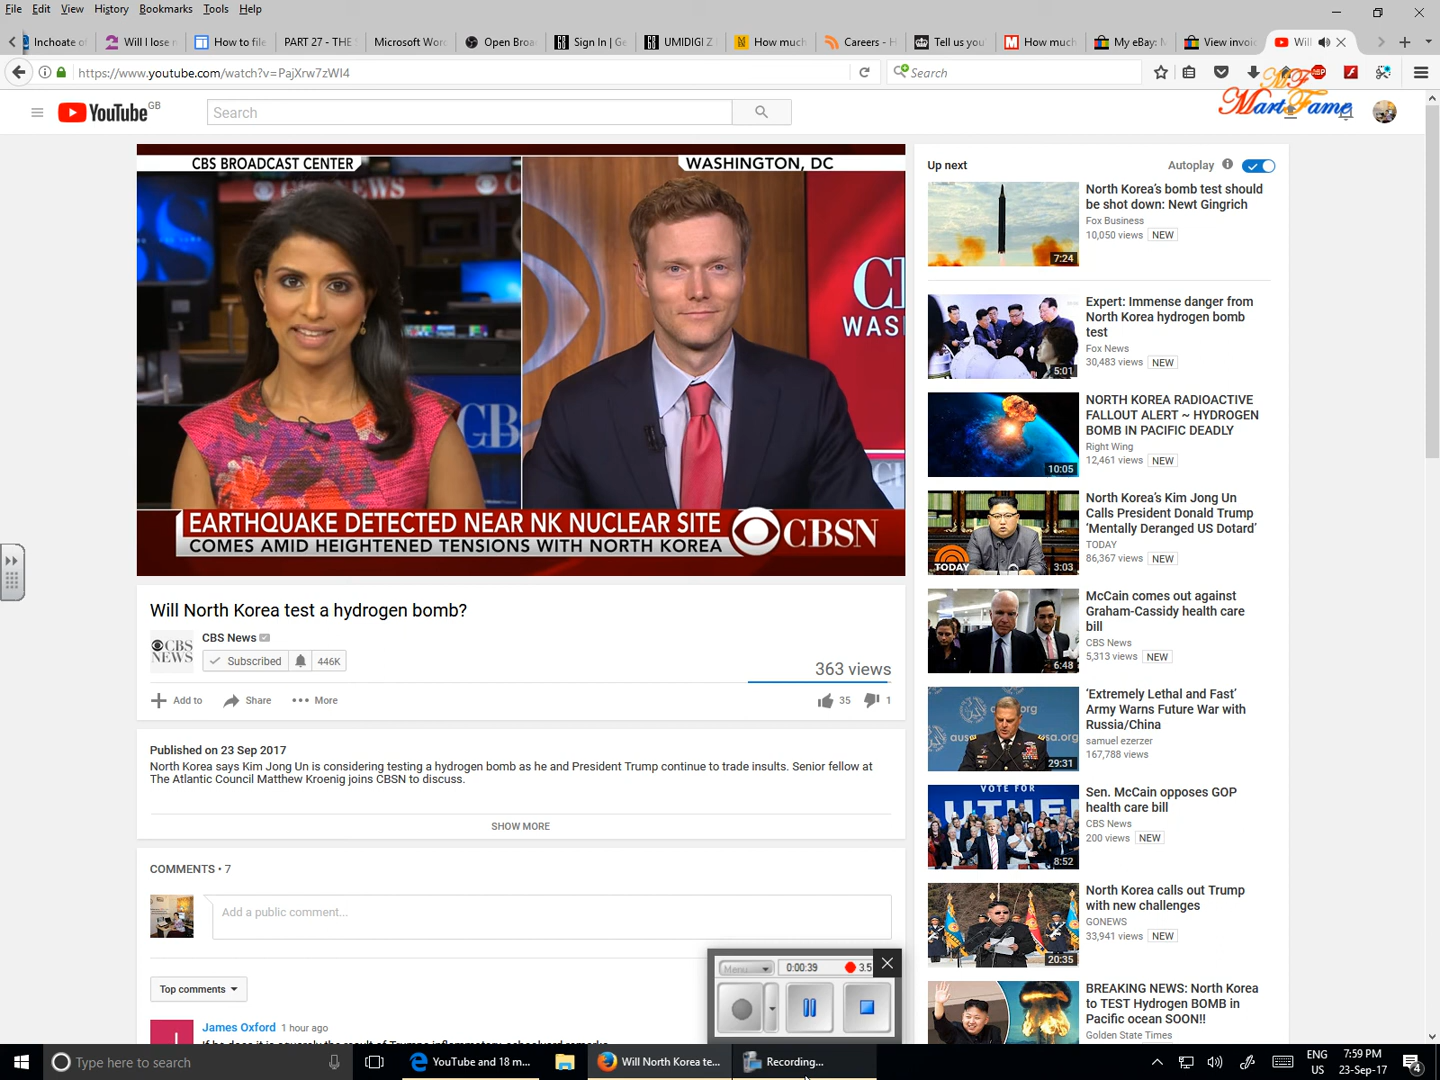 File Edit View History Bookmarks Tools Help
Inchoate of
Will I lose n
How to file
PART 27 - THE
Microsoft Word
Open Broa
Sign In | Ge
UMIDIGI Z
How much
Careers - H
Tell us you
How much
My eBay: M
View invoi
Will
https://www.youtube.com/watch?v=PajXrw7zWI4
Search
MF
MartFame
YouTube GB
Search
CBS BROADCAST CENTER
WASHINGTON, DC
EARTHQUAKE DETECTED NEAR NK NUCLEAR SITE
COMES AMID HEIGHTENED TENSIONS WITH NORTH KOREA
CBSN
Will North Korea test a hydrogen bomb?
CBS NEWS
CBS News
Subscribed 446K
363 views
Add to Share More
35 1
Published on 23 Sep 2017
North Korea says Kim Jong Un is considering testing a hydrogen bomb as he and President Trump continue to trade insults. Senior fellow at
The Atlantic Council Matthew Kroenig joins CBSN to discuss.
SHOW MORE
COMMENTS • 7
Add a public comment...
Top comments
James Oxford 1 hour ago
Up next
Autoplay
North Korea's bomb test should
be shot down: Newt Gingrich
Fox Business
10,050 views NEW
7:24
Expert: Immense danger from
North Korea hydrogen bomb
test
Fox News
30,483 views NEW
5:01
NORTH KOREA RADIOACTIVE
FALLOUT ALERT ~ HYDROGEN
BOMB IN PACIFIC DEADLY
Right Wing
12,461 views NEW
10:05
North Korea's Kim Jong Un
Calls President Donald Trump
'Mentally Deranged US Dotard'
TODAY
86,367 views NEW
TODAY
3:03
McCain comes out against
Graham-Cassidy health care
bill
CBS News
5,313 views NEW
6:48
'Extremely Lethal and Fast'
Army Warns Future War with
Russia/China
samuel ezerzer
167,788 views
29:31
Sen. McCain opposes GOP
health care bill
CBS News
200 views NEW
VOTE FOR
8:52
North Korea calls out Trump
with new challenges
GONEWS
33,941 views NEW
20:35
BREAKING NEWS: North Korea
to TEST Hydrogen BOMB in
Pacific ocean SOON!!
Golden State Times
Menu 0:00:39 3.5
Type here to search
YouTube and 18 m...
Will North Korea te...
Recording...
ENG
US
7:59 PM
23-Sep-17
4